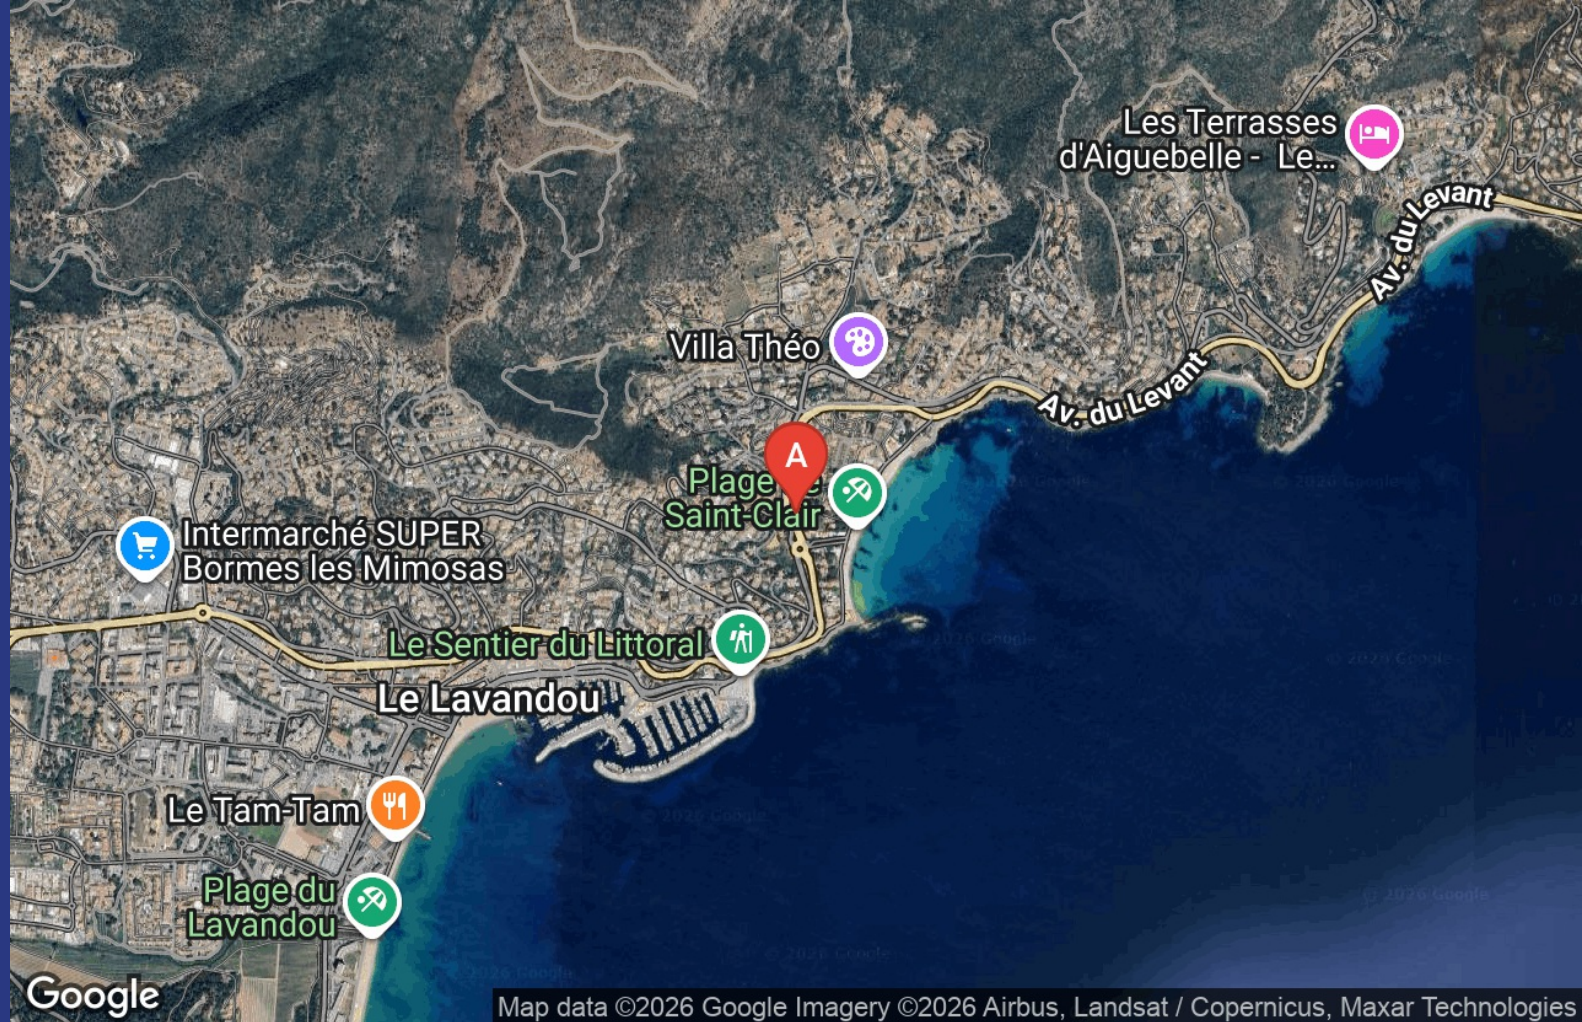 Les Terrasses
d'Aiguebelle - Le...
Av. du Levant
Villa Théo
Av. du Levant
A
Plage
Saint-Clair
Intermarché SUPER
Bormes les Mimosas
Le Sentier du Littoral
Le Lavandou
Le Tam-Tam
Plage du
Lavandou
Google
Map data ©2026 Google Imagery ©2026 Airbus, Landsat / Copernicus, Maxar Technologies